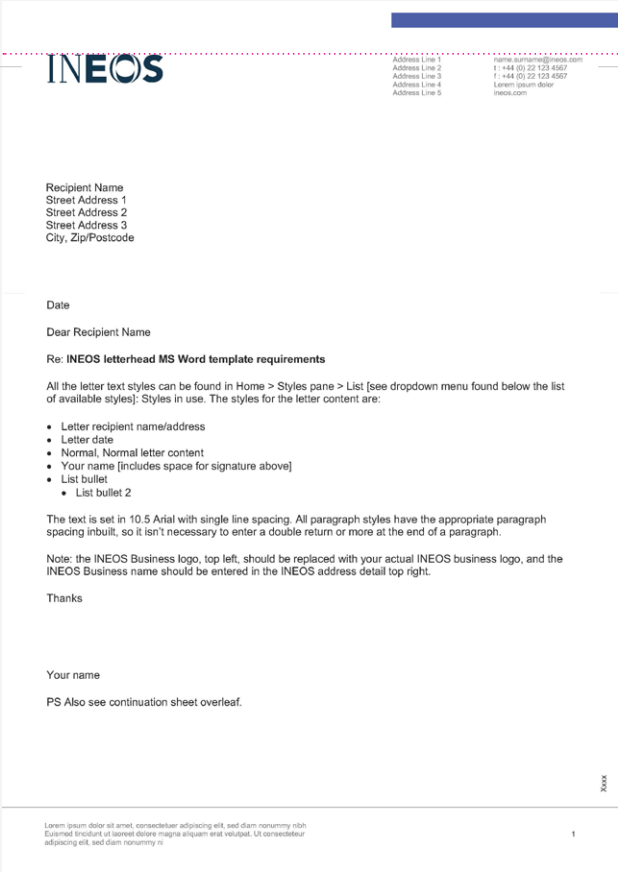 INEOS
Address Line 1
Address Line 2
Address Line 3
Address Line 4
Address Line 5
name.surname@ineos.com
t : +44 (0) 22 123 4567
f : +44 (0) 22 123 4567
Lorem ipsum dolor
ineos.com
Recipient Name
Street Address 1
Street Address 2
Street Address 3
City, Zip/Postcode
Date
Dear Recipient Name
Re: INEOS letterhead MS Word template requirements
All the letter text styles can be found in Home > Styles pane > List [see dropdown menu found below the list
of available styles]: Styles in use. The styles for the letter content are:
• Letter recipient name/address
• Letter date
• Normal, Normal letter content
• Your name [includes space for signature above]
• List bullet
• List bullet 2
The text is set in 10.5 Arial with single line spacing. All paragraph styles have the appropriate paragraph
spacing inbuilt, so it isn't necessary to enter a double return or more at the end of a paragraph.
Note: the INEOS Business logo, top left, should be replaced with your actual INEOS business logo, and the
INEOS Business name should be entered in the INEOS address detail top right.
Thanks
Your name
PS Also see continuation sheet overleaf.
Xxxx
Lorem ipsum dolor sit amet, consectetuer adipiscing elit, sed diam nonummy nibh
Euismod tincidunt ut laoreet dolore magna aliquam erat volutpat. Ut consecteteur
adipiscing elit, sed diam nonummy ni
1